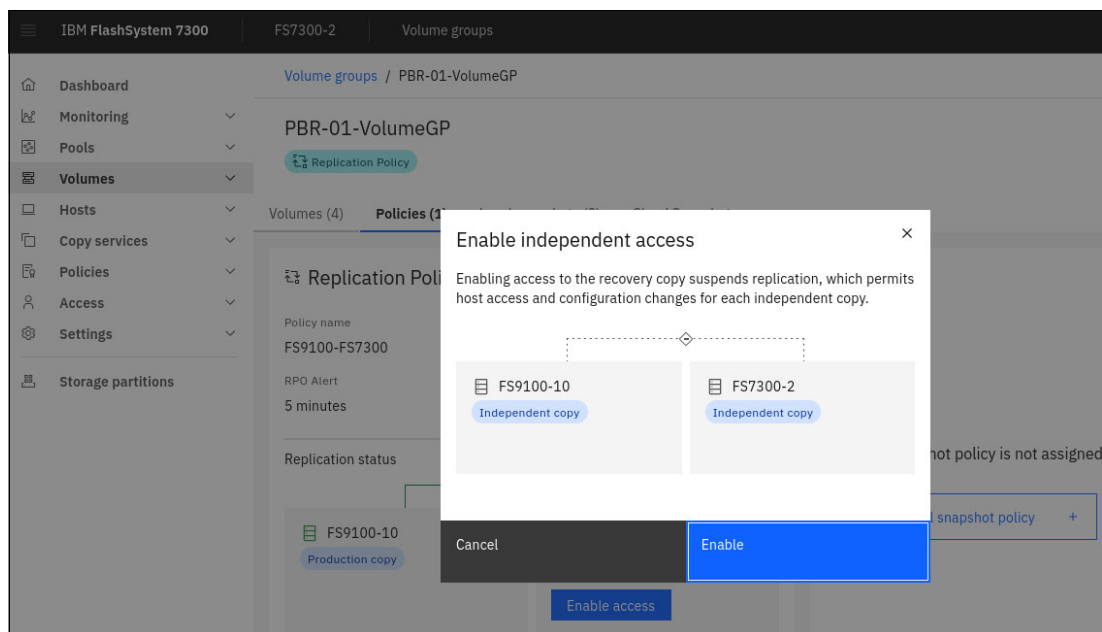 IBM FlashSystem 7300
FS7300-2
Volume groups
Dashboard
Monitoring
Pools
Volumes
Hosts
Copy services
Policies
Access
Settings
Storage partitions
Volume groups / PBR-01-VolumeGP
PBR-01-VolumeGP
Replication Policy
Volumes (4)
Policies (1
Replication Poli
Policy name
FS9100-FS7300
RPO Alert
5 minutes
Replication status
FS9100-10
Production copy
Enable access
Enable independent access
Enabling access to the recovery copy suspends replication, which permits
host access and configuration changes for each independent copy.
FS9100-10
Independent copy
FS7300-2
Independent copy
Cancel
Enable
not policy is not assigned
l snapshot policy +